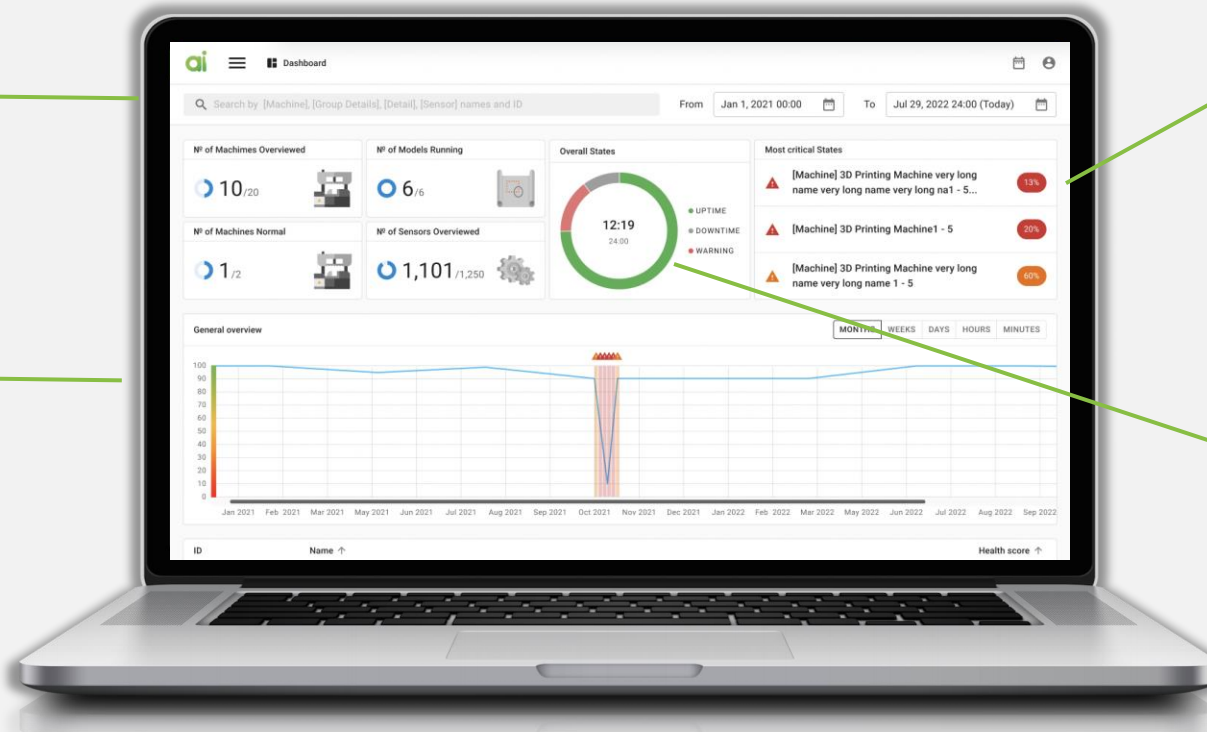 ai
Dashboard
Search by [Machine], [Group Details], [Detail], [Sensor] names and ID
From
Jan 1, 2021 00:00
To
Jul 29, 2022 24:00 (Today)
Nº of Machimes Overviewed
10/20
Nº of Models Running
6/6
Nº of Machines Normal
1/2
Nº of Sensors Overviewed
1,101/1,250
Overall States
12:19
24:00
UPTIME
DOWNTIME
WARNING
Most critical States
[Machine] 3D Printing Machine very long
name very long name very long na1 - 5...
13%
[Machine] 3D Printing Machine1 - 5
20%
[Machine] 3D Printing Machine very long
name very long name 1 - 5
60%
General overview
MONTHS WEEKS DAYS HOURS MINUTES
100
90
80
70
60
50
40
30
20
10
0
Jan 2021 Feb 2021 Mar 2021 May 2021 Jun 2021 Jul 2021 Aug 2021 Sep 2021 Oct 2021 Nov 2021 Dec 2021 Jan 2022 Feb 2022 Mar 2022 May 2022 Jun 2022 Jul 2022 Aug 2022 Sep 2022
ID Name Health score